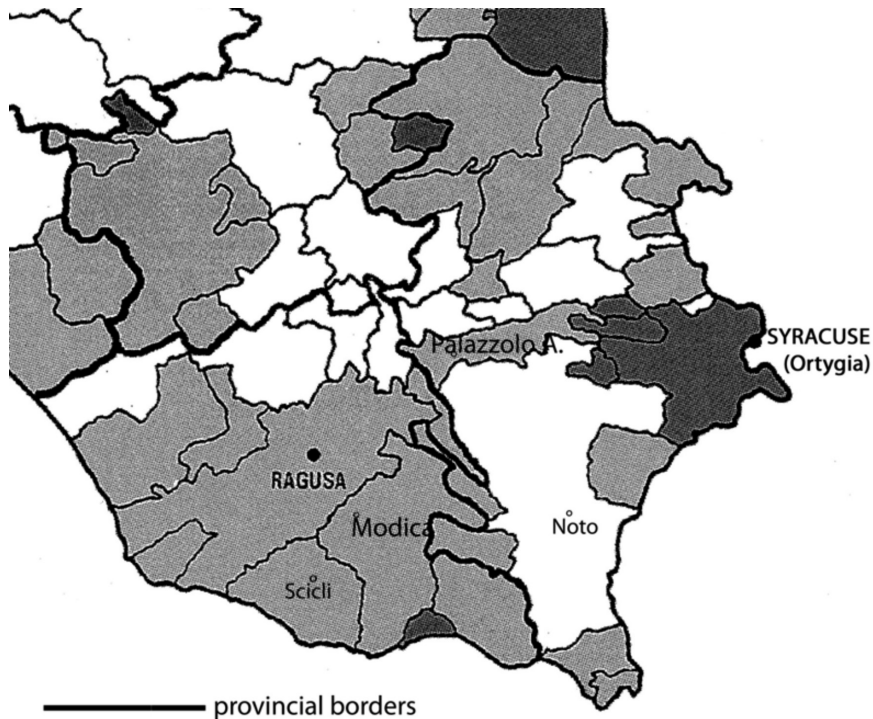 Palazzolo A.
SYRACUSE
(Ortygia)
RAGUSA
Modica
Noto
Scicli
provincial borders